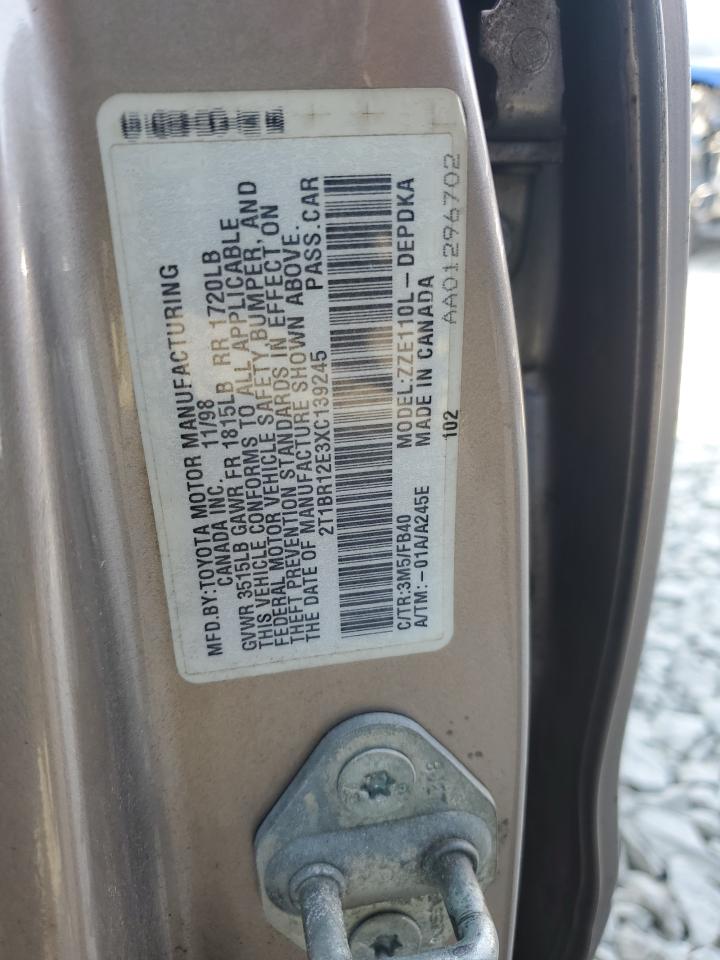 MFD.BY:TOYOTA MOTOR MANUFACTURING
CANADA INC. 11/98
GVWR 3515LB GAWR FR 1815LB RR 1720LB
THIS VEHICLE CONFORMS TO ALL APPLICABLE
FEDERAL MOTOR VEHICLE SAFETY BUMPER, AND
THEFT PREVENTION STANDARDS IN EFFECT ON
THE DATE OF MANUFACTURE SHOWN ABOVE.
2T1BR12E3XC139245 PASS.CAR
C/TR:3M5/FB40 MODEL:ZZE110L-DEPDKA
A/TM:-01A/A245E MADE IN CANADA
102
AA01296702